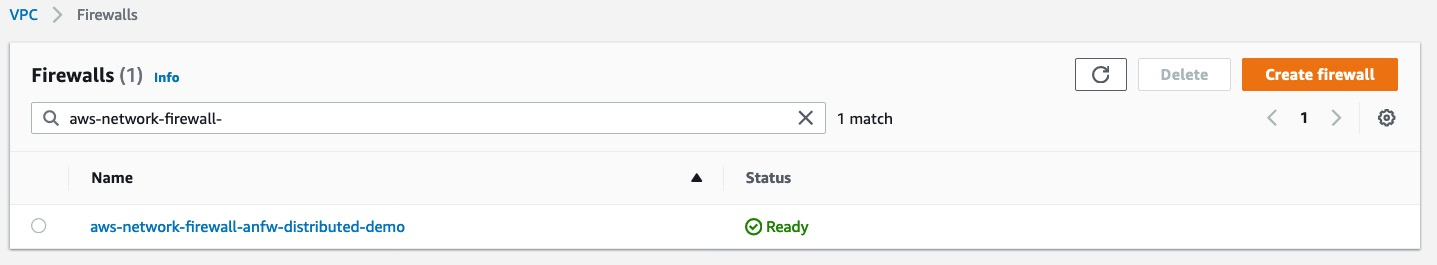 VPC > Firewalls
Firewalls (1) Info
Delete
Create firewall
aws-network-firewall-
1 match
1
Name
Status
aws-network-firewall-anfw-distributed-demo
Ready